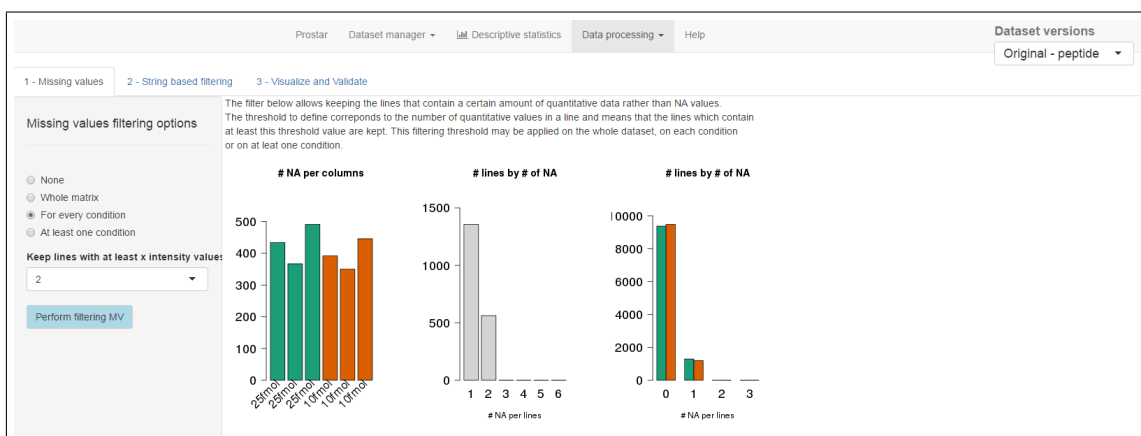 Prostar Dataset manager Descriptive statistics Data processing Help
Dataset versions
Original - peptide
1 - Missing values 2 - String based filtering 3 - Visualize and Validate
Missing values filtering options
None
Whole matrix
For every condition
At least one condition
Keep lines with at least x intensity values
2
Perform filtering MV
The filter below allows keeping the lines that contain a certain amount of quantitative data rather than NA values.
The threshold to define correponds to the number of quantitative values in a line and means that the lines which contain
at least this threshold value are kept. This filtering threshold may be applied on the whole dataset, on each condition
or on at leat one condition.
# NA per columns
500
400
300
200
100
0
25fmol 25fmol 25fmol 10fmol 10fmol 10fmol
# lines by # of NA
1500
1000
500
0
1 2 3 4 5 6
# NA per lines
# lines by # of NA
10000
8000
6000
4000
2000
0
0 1 2 3
# NA per lines